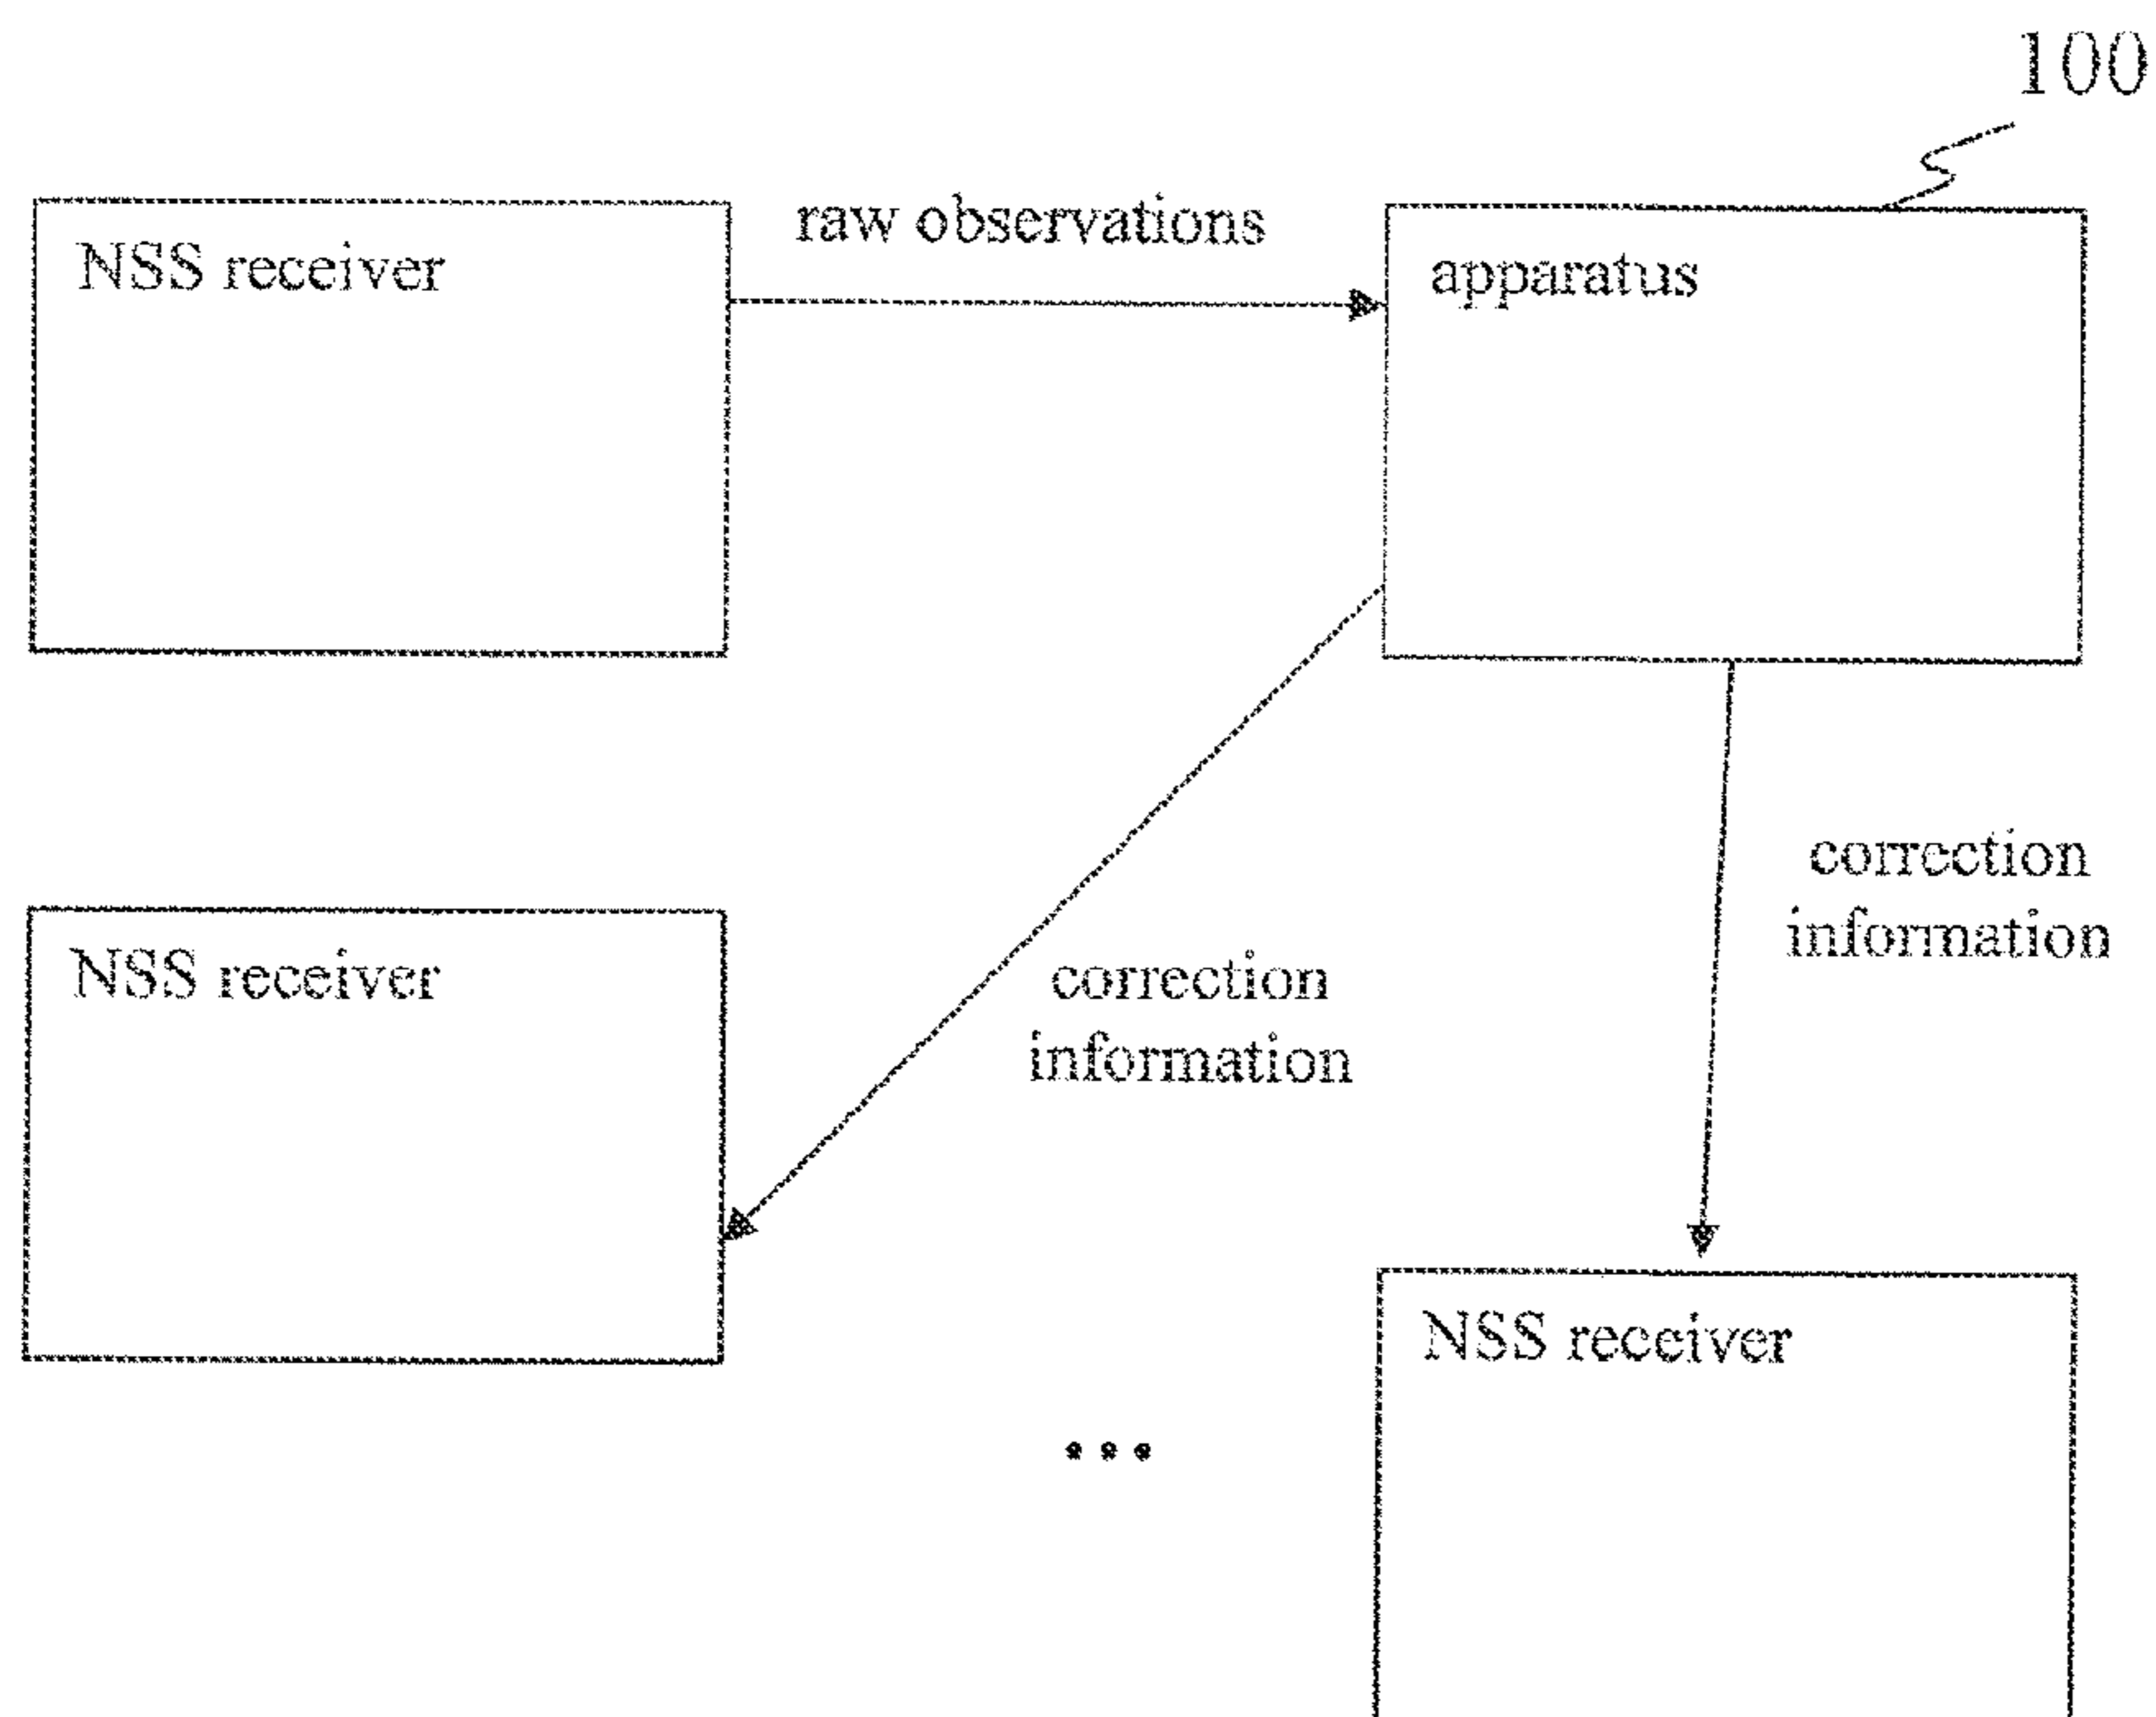 100
NSS receiver
raw observations
apparatus
correction
information
NSS receiver
correction
information
NSS receiver
...